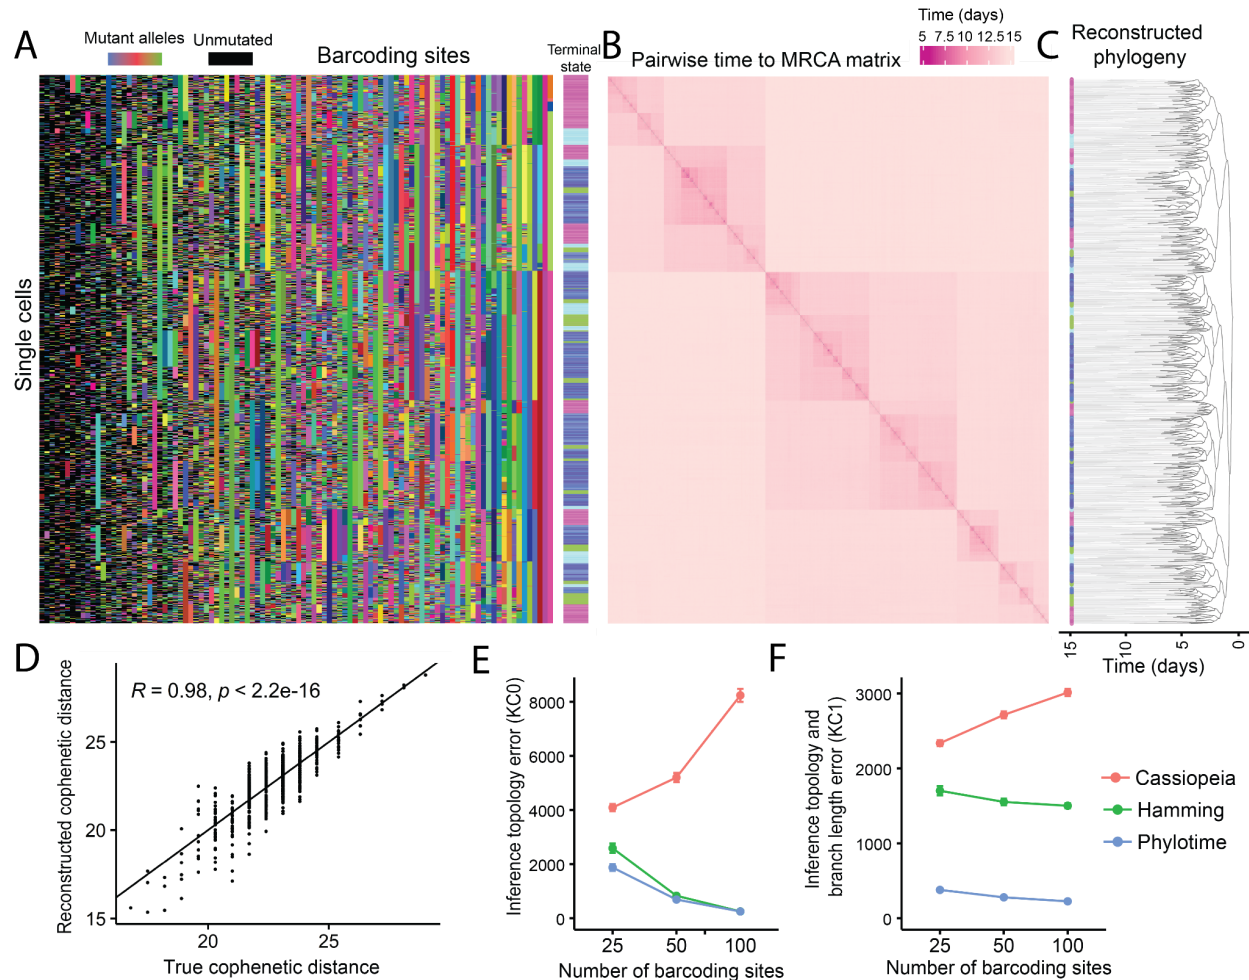 A
Mutant alleles
Unmutated
Barcoding sites
Terminal
state
Single cells
B
Pairwise time to MRCA matrix
Time (days)
5 7.5 10 12.5 15
C
Reconstructed
phylogeny
15 10 5 0
Time (days)
D
R = 0.98, p < 2.2e-16
Reconstructed cophenetic distance
25
20
15
20 25
True cophenetic distance
E
Inference topology error (KC0)
8000
6000
4000
2000
0
25 50 100
Number of barcoding sites
F
Inference topology and
branch length error (KC1)
3000
2000
1000
0
25 50 100
Number of barcoding sites
Cassiopeia
Hamming
Phylotime